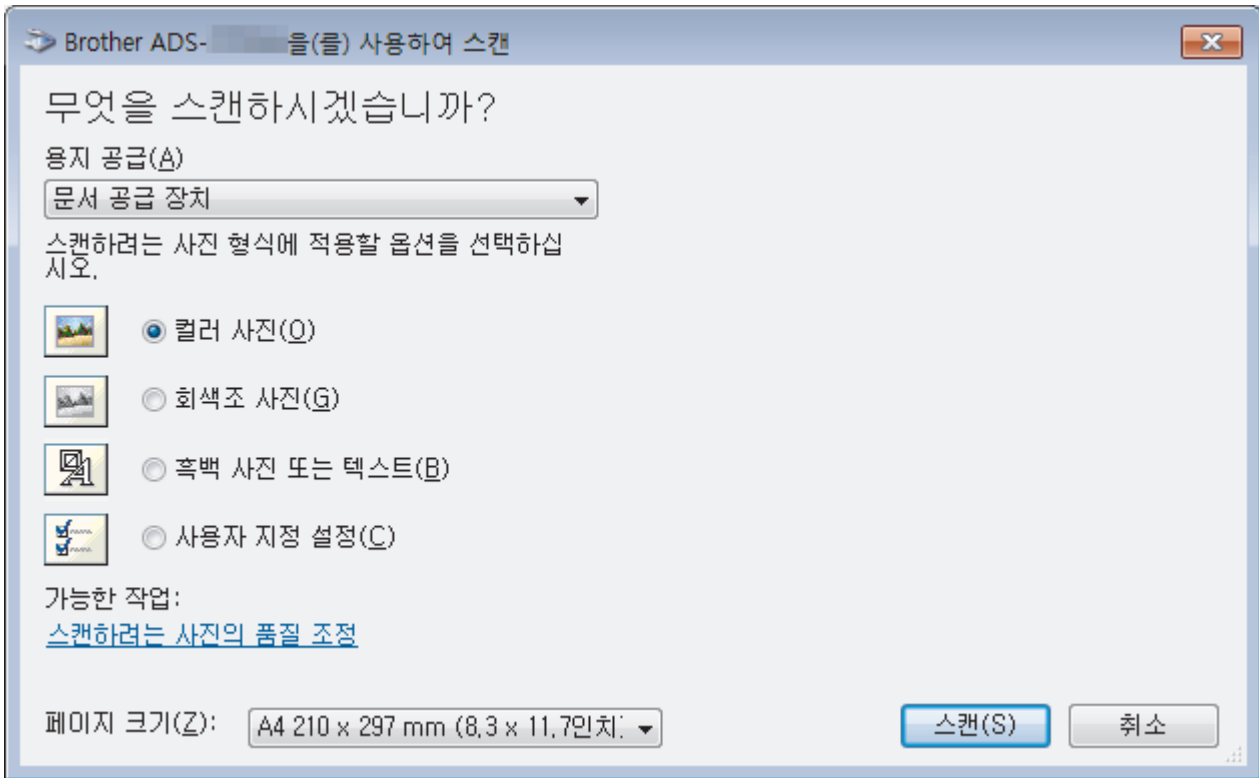 Brother ADS- 을(를) 사용하여 스캔
무엇을 스캔하시겠습니까?
용지 공급(A)
문서 공급 장치
스캔하려는 사진 형식에 적용할 옵션을 선택하십
시오.
컬러 사진(O)
회색조 사진(G)
흑백 사진 또는 텍스트(B)
사용자 지정 설정(C)
가능한 작업:
스캔하려는 사진의 품질 조정
페이지 크기(Z): A4 210 x 297 mm (8.3 x 11.7인치) 스캔(S) 취소